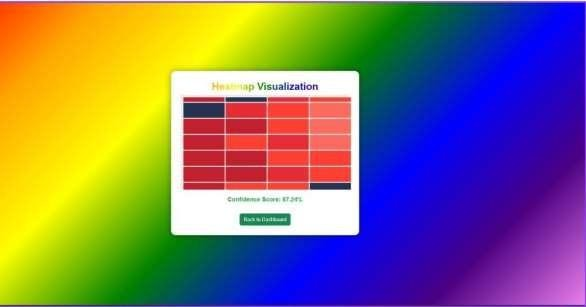 Heatmap Visualization
Confidence Score: 87.24%
Back to Dashboard